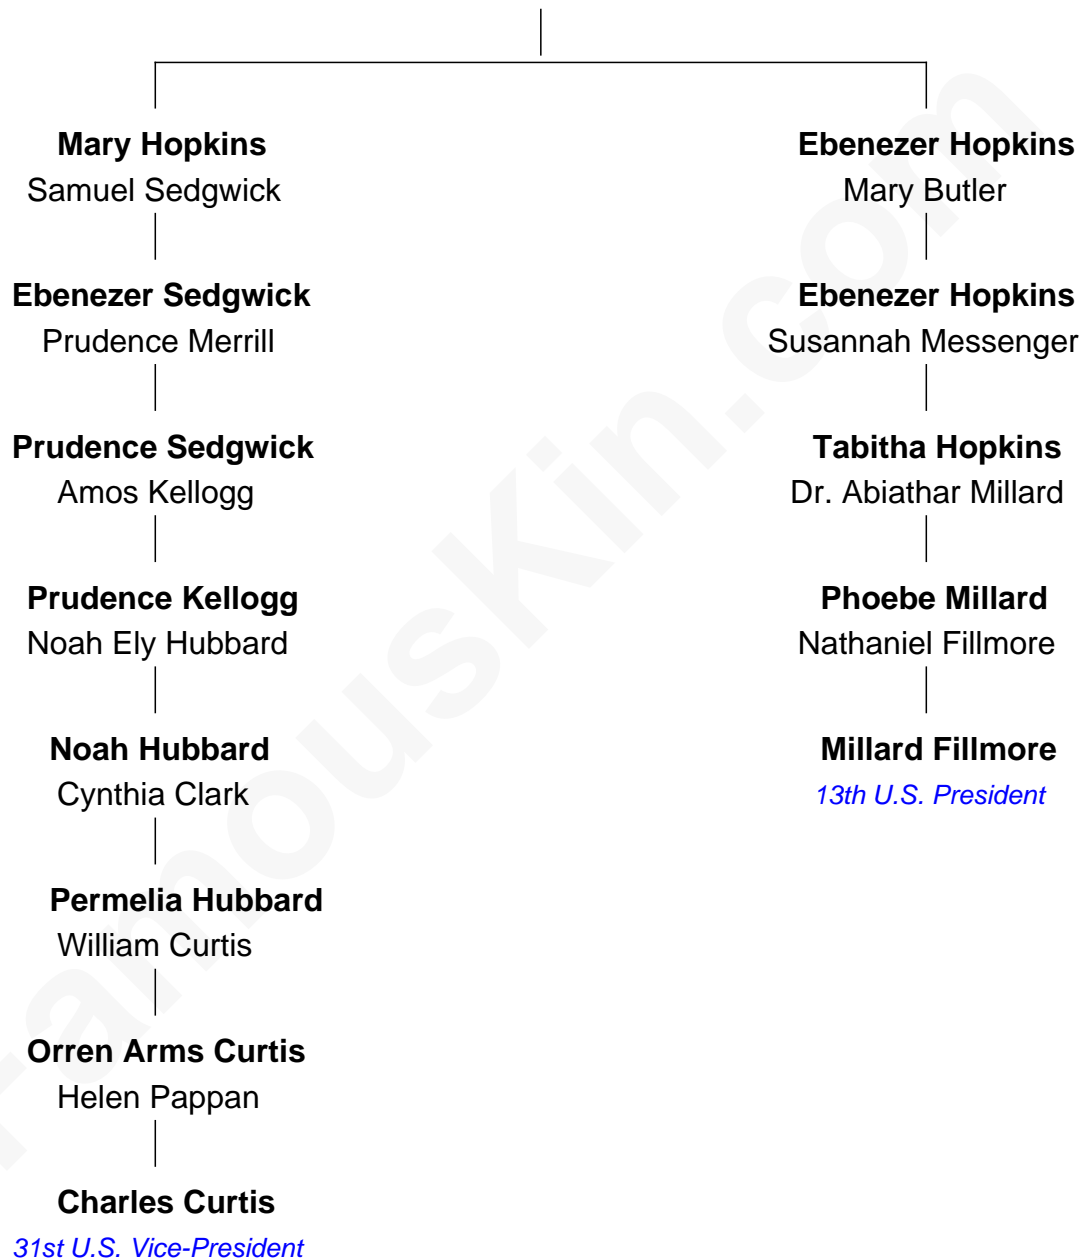 Mary Hopkins
Samuel Sedgwick
Ebenezer Sedgwick
Prudence Merrill
Prudence Sedgwick
Amos Kellogg
Prudence Kellogg
Noah Ely Hubbard
Noah Hubbard
Cynthia Clark
Permelia Hubbard
William Curtis
Orren Arms Curtis
Helen Pappan
Charles Curtis
31st U.S. Vice-President
Ebenezer Hopkins
Mary Butler
Ebenezer Hopkins
Susannah Messenger
Tabitha Hopkins
Dr. Abiathar Millard
Phoebe Millard
Nathaniel Fillmore
Millard Fillmore
13th U.S. President
FamousKin.com